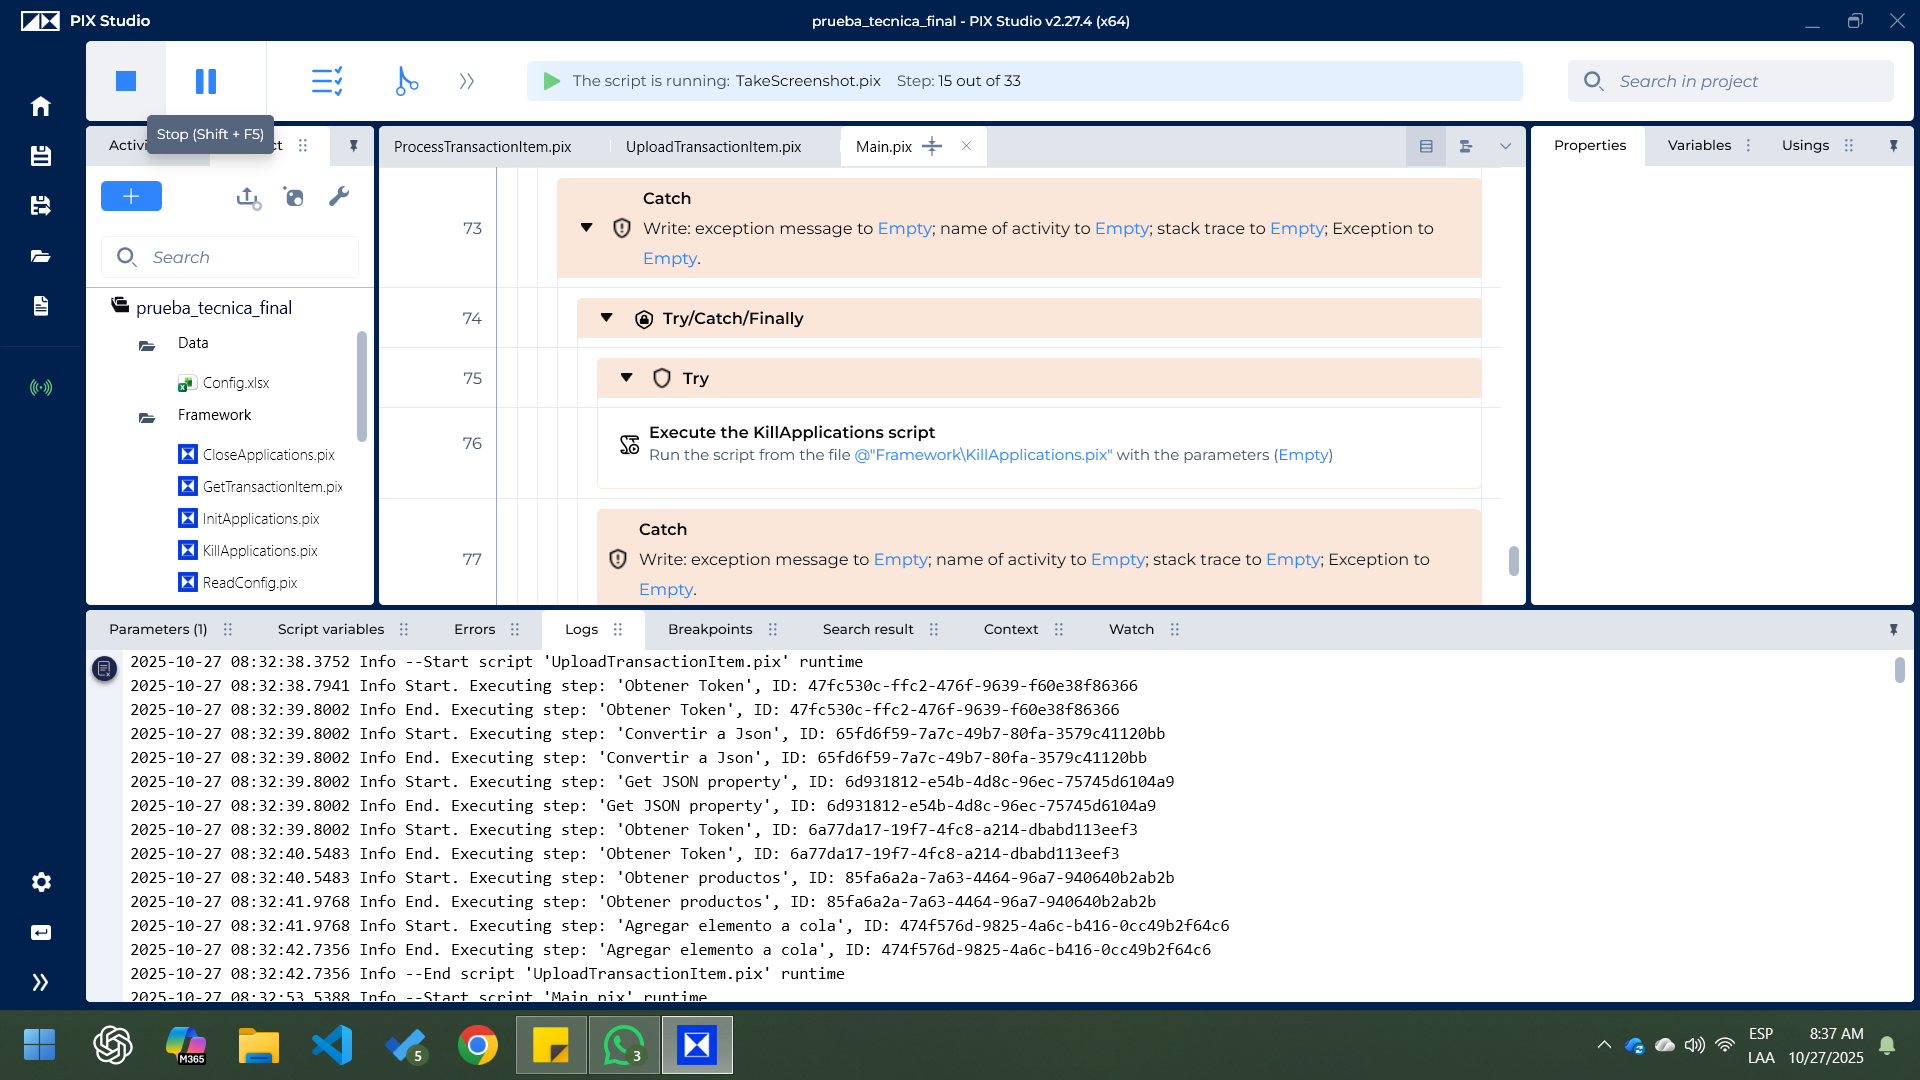 PIX Studio
prueba_tecnica_final - PIX Studio v2.27.4 (x64)
The script is running: TakeScreenshot.pix Step: 15 out of 33
Search in project
Stop (Shift + F5)
Activi
ct
ProcessTransactionItem.pix
UploadTransactionItem.pix
Main.pix
Properties
Variables
Usings
Search
prueba_tecnica_final
Data
Config.xlsx
Framework
CloseApplications.pix
GetTransactionItem.pix
InitApplications.pix
KillApplications.pix
ReadConfig.pix
73
Catch
Write: exception message to Empty; name of activity to Empty; stack trace to Empty; Exception to
Empty.
74
Try/Catch/Finally
75
Try
76
Execute the KillApplications script
Run the script from the file @"Framework\KillApplications.pix" with the parameters (Empty)
77
Catch
Write: exception message to Empty; name of activity to Empty; stack trace to Empty; Exception to
Empty.
Parameters (1)
Script variables
Errors
Logs
Breakpoints
Search result
Context
Watch
2025-10-27 08:32:38.3752 Info --Start script 'UploadTransactionItem.pix' runtime
2025-10-27 08:32:38.7941 Info Start. Executing step: 'Obtener Token', ID: 47fc530c-ffc2-476f-9639-f60e38f86366
2025-10-27 08:32:39.8002 Info End. Executing step: 'Obtener Token', ID: 47fc530c-ffc2-476f-9639-f60e38f86366
2025-10-27 08:32:39.8002 Info Start. Executing step: 'Convertir a Json', ID: 65fd6f59-7a7c-49b7-80fa-3579c41120bb
2025-10-27 08:32:39.8002 Info End. Executing step: 'Convertir a Json', ID: 65fd6f59-7a7c-49b7-80fa-3579c41120bb
2025-10-27 08:32:39.8002 Info Start. Executing step: 'Get JSON property', ID: 6d931812-e54b-4d8c-96ec-75745d6104a9
2025-10-27 08:32:39.8002 Info End. Executing step: 'Get JSON property', ID: 6d931812-e54b-4d8c-96ec-75745d6104a9
2025-10-27 08:32:39.8002 Info Start. Executing step: 'Obtener Token', ID: 6a77da17-19f7-4fc8-a214-dbabd113eef3
2025-10-27 08:32:40.5483 Info End. Executing step: 'Obtener Token', ID: 6a77da17-19f7-4fc8-a214-dbabd113eef3
2025-10-27 08:32:40.5483 Info Start. Executing step: 'Obtener productos', ID: 85fa6a2a-7a63-4464-96a7-940640b2ab2b
2025-10-27 08:32:41.9768 Info End. Executing step: 'Obtener productos', ID: 85fa6a2a-7a63-4464-96a7-940640b2ab2b
2025-10-27 08:32:41.9768 Info Start. Executing step: 'Agregar elemento a cola', ID: 474f576d-9825-4a6c-b416-0cc49b2f64c6
2025-10-27 08:32:42.7356 Info End. Executing step: 'Agregar elemento a cola', ID: 474f576d-9825-4a6c-b416-0cc49b2f64c6
2025-10-27 08:32:42.7356 Info --End script 'UploadTransactionItem.pix' runtime
2025-10-27 08:32:53.5388 Info --Start script 'Main.pix' runtime
M365
5
3
ESP
LAA
8:37 AM
10/27/2025